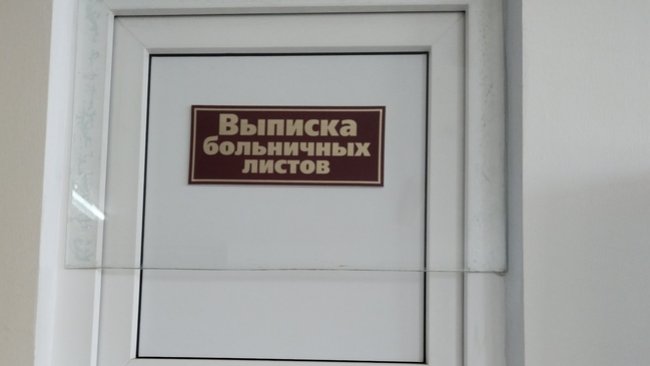 Выписка
больничных
листов